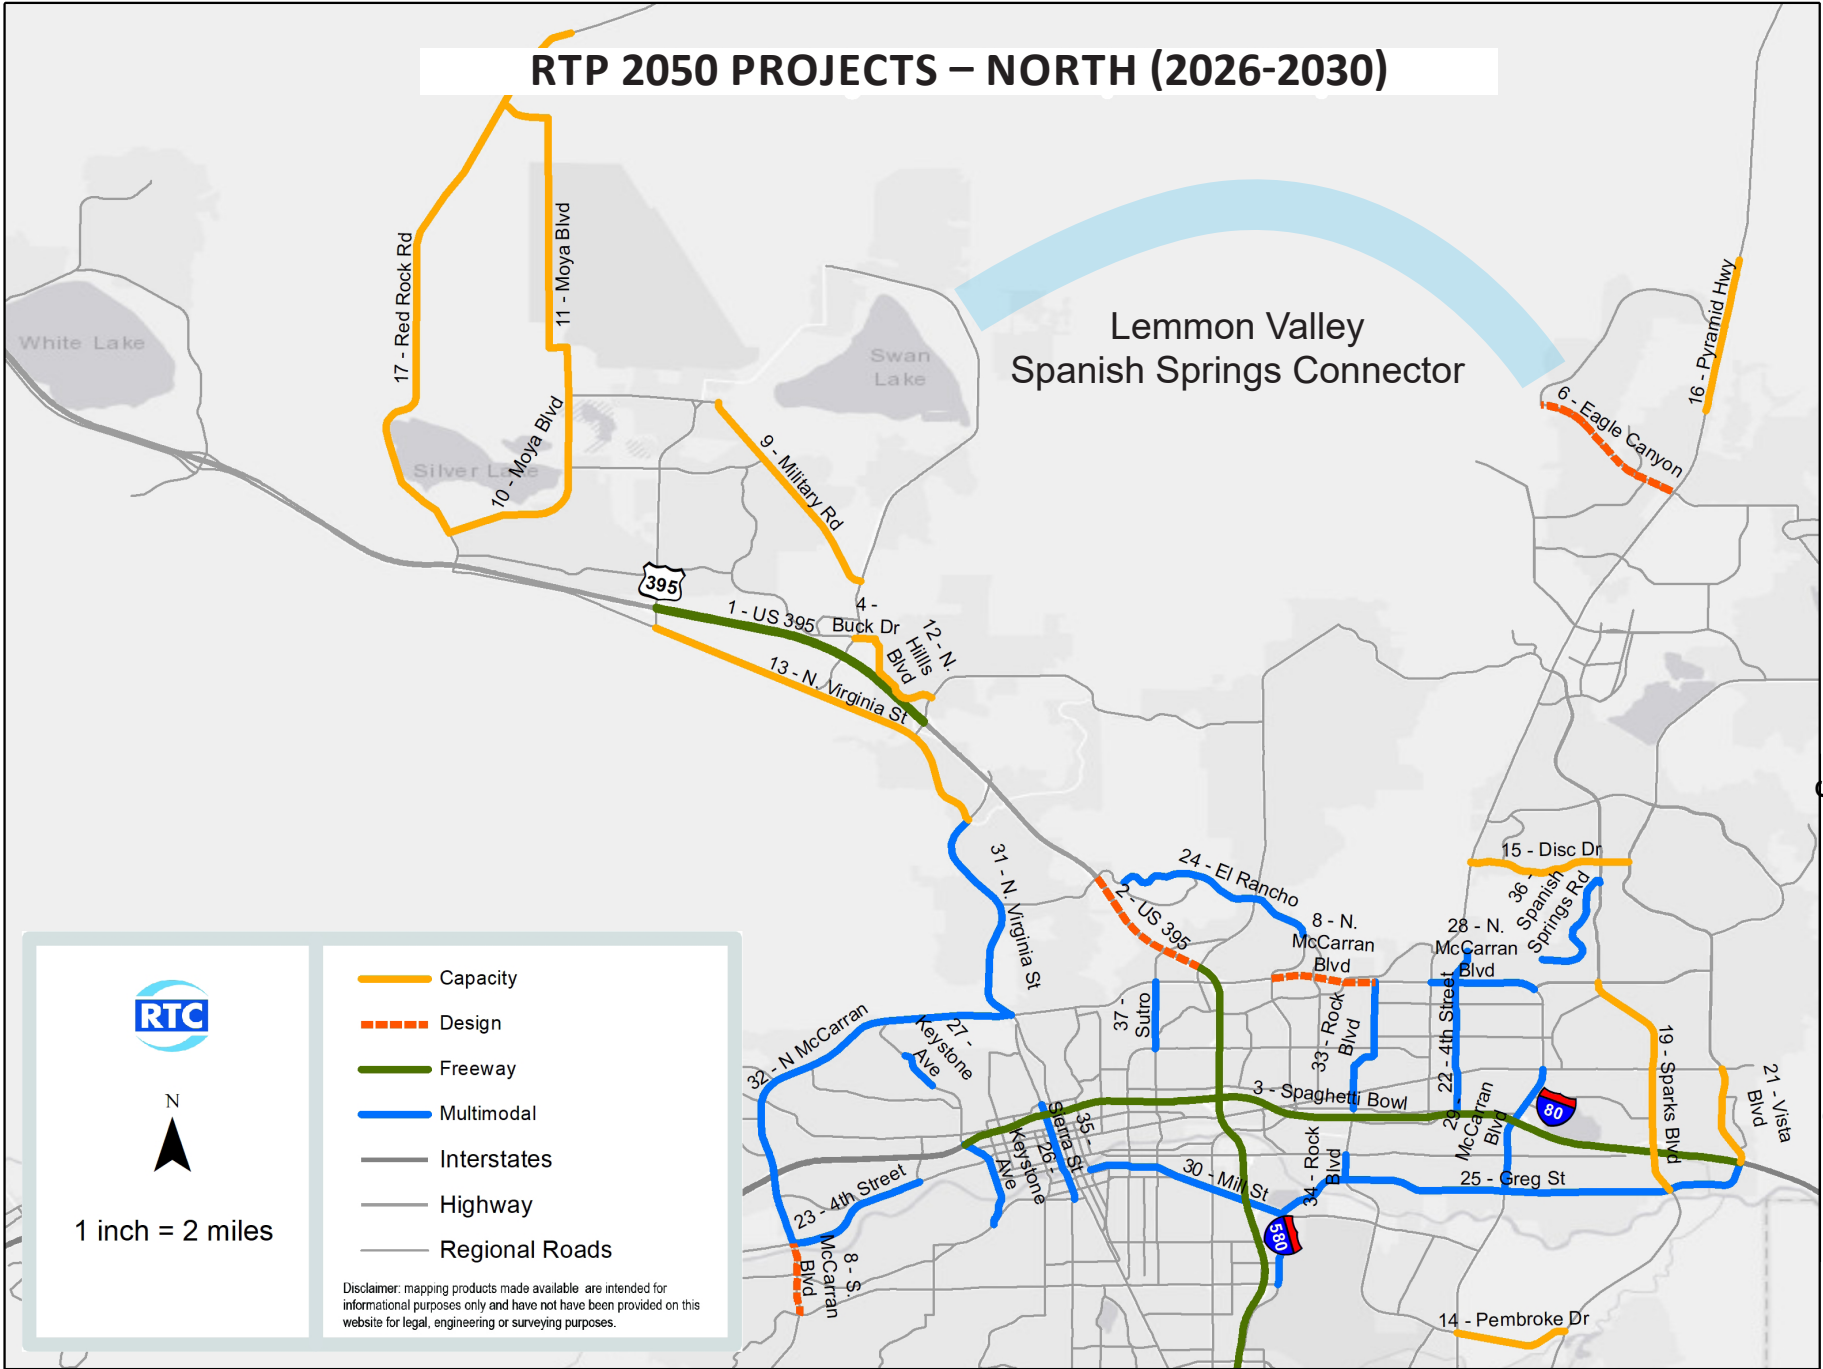 RTP 2050 PROJECTS – NORTH (2026-2030)
17 - Red Rock Rd
11 - Moya Blvd
White Lake
Swan
Lake
Lemmon Valley
Spanish Springs Connector
16 - Pyramid Hwy
6 - Eagle Canyon
10 - Moya Blvd
Silver Lake
9 - Military Rd
395
1 - US 395
4 -
Buck Dr
12 - N.
Hillls
Blvd
13 - N. Virginia St
31 - N. Virginia St
24 - El Rancho
2 - US 395
8 - N.
McCarran
Blvd
28 - N.
McCarran
Blvd
15 - Disc Dr
36 -
Spanish
Springs Rd
37 -
Sutro
33 - Rock
Blvd
22 - 4th Street
19 - Sparks Blvd
21 - Vista
Blvd
32 - N McCarran
27 -
Keystone
Ave
3 - Spaghetti Bowl
29 -
McCarran
Blvd
80
35 -
Sierra St
26 -
Keystone
Ave
30 - Mill St
34 - Rock
Blvd
25 - Greg St
23 - 4th Street
580
8 - S.
McCarran
Blvd
14 - Pembroke Dr
RTC
N
1 inch = 2 miles
Capacity
Design
Freeway
Multimodal
Interstates
Highway
Regional Roads
Disclaimer: mapping products made available are intended for
informational purposes only and have not have been provided on this
website for legal, engineering or surveying purposes.